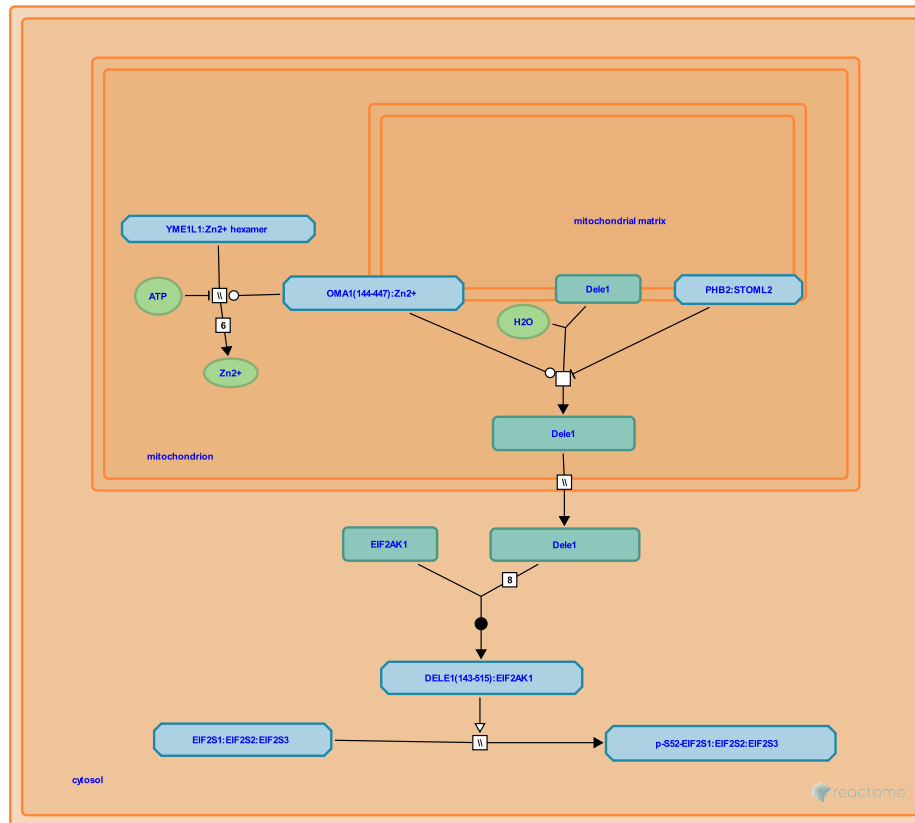 mitochondrial matrix
YME1L1:Zn2+ hexamer
ATP
\\
OMA1(144-447):Zn2+
Dele1
PHB2:STOML2
H2O
6
Zn2+
Dele1
mitochondrion
\\
EIF2AK1
Dele1
8
DELE1(143-515):EIF2AK1
EIF2S1:EIF2S2:EIF2S3
\\
p-S52-EIF2S1:EIF2S2:EIF2S3
cytosol
reactome